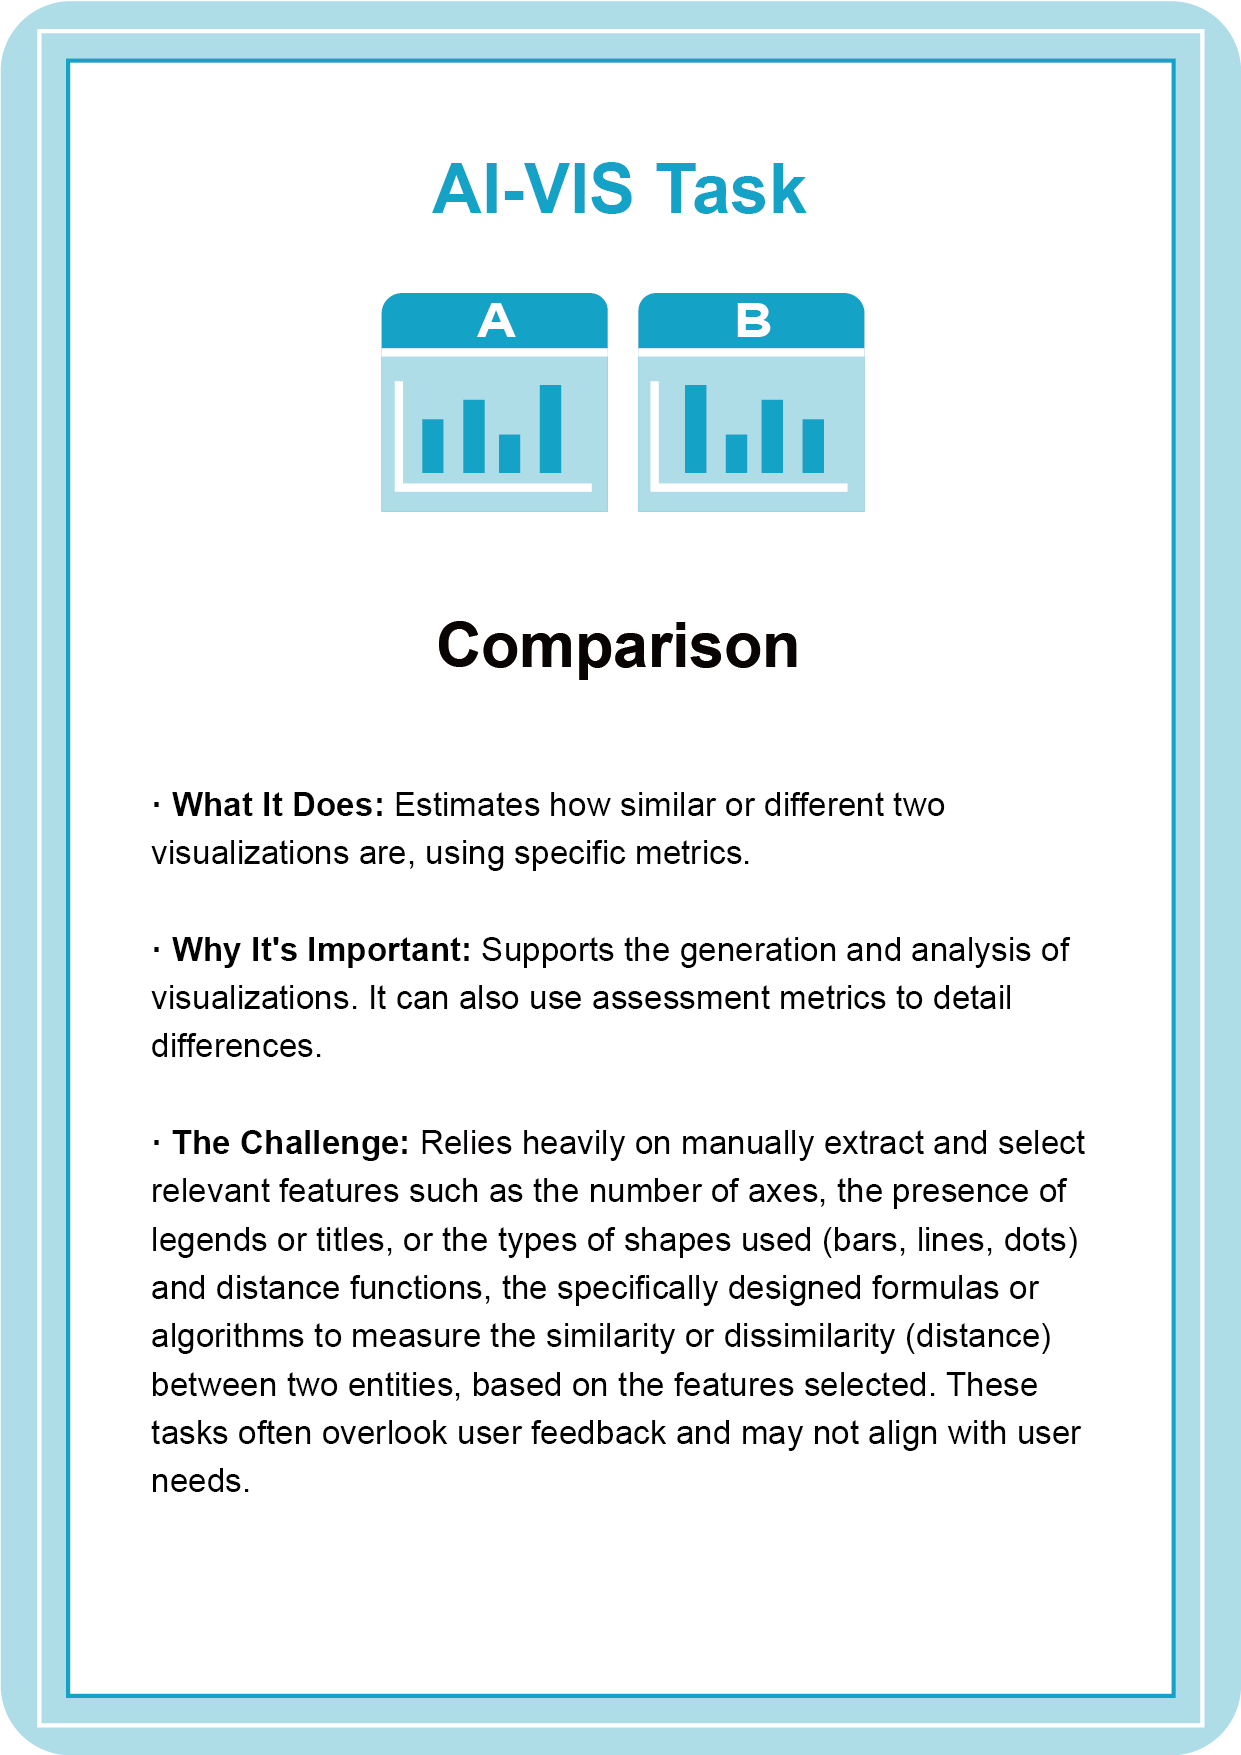 AI-VIS Task
A
B
Comparison
· What It Does: Estimates how similar or different two
visualizations are, using specific metrics.
· Why It's Important: Supports the generation and analysis of
visualizations. It can also use assessment metrics to detail
differences.
· The Challenge: Relies heavily on manually extract and select
relevant features such as the number of axes, the presence of
legends or titles, or the types of shapes used (bars, lines, dots)
and distance functions, the specifically designed formulas or
algorithms to measure the similarity or dissimilarity (distance)
between two entities, based on the features selected. These
tasks often overlook user feedback and may not align with user
needs.